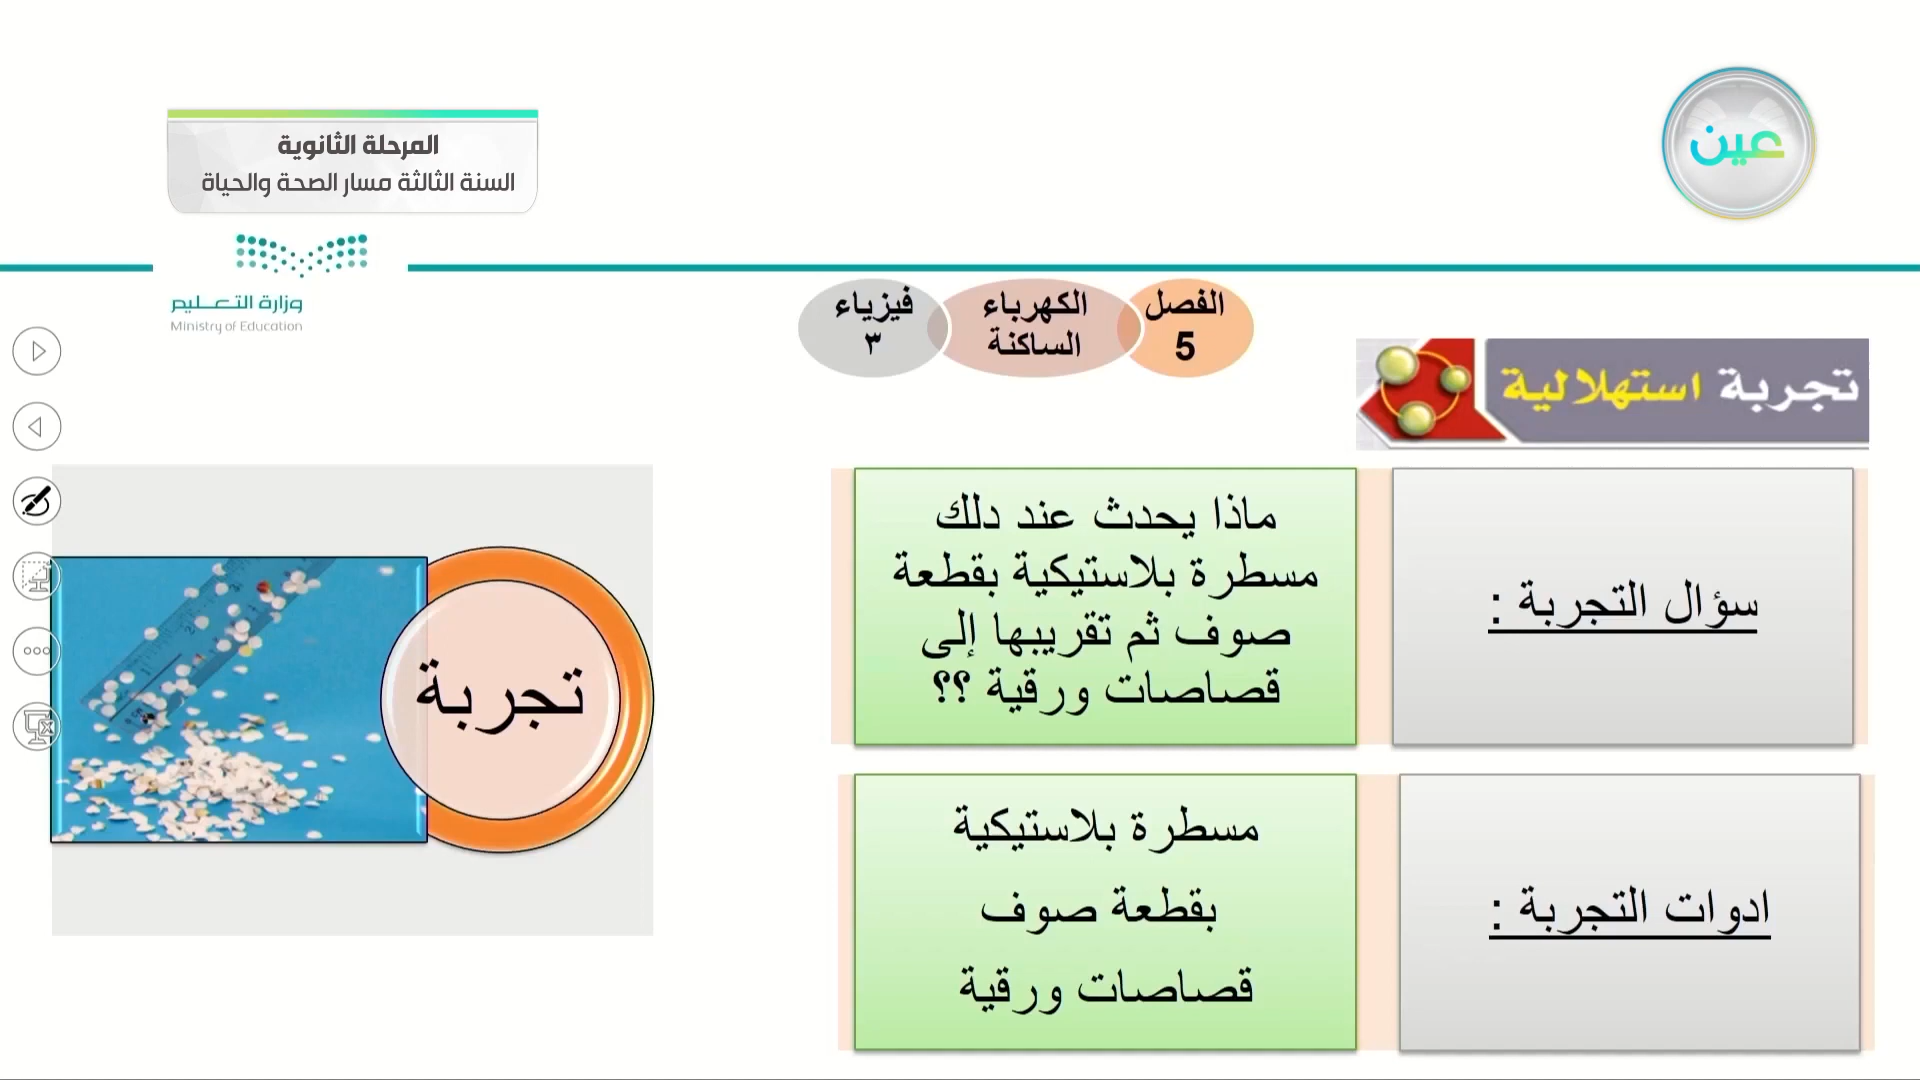 المرحلة الثانوية
السنة الثالثة مسار الصحة والحياة
عين
وزارة التعليم
Ministry of Education
الفصل
5
الكهرباء
الساكنة
فيزياء
٣
تجربة استهلالية
سؤال التجربة :
ماذا يحدث عند دلك
مسطرة بلاستيكية بقطعة
صوف ثم تقريبها إلى
قصاصات ورقية ؟؟
ادوات التجربة :
مسطرة بلاستيكية
بقطعة صوف
قصاصات ورقية
تجربة